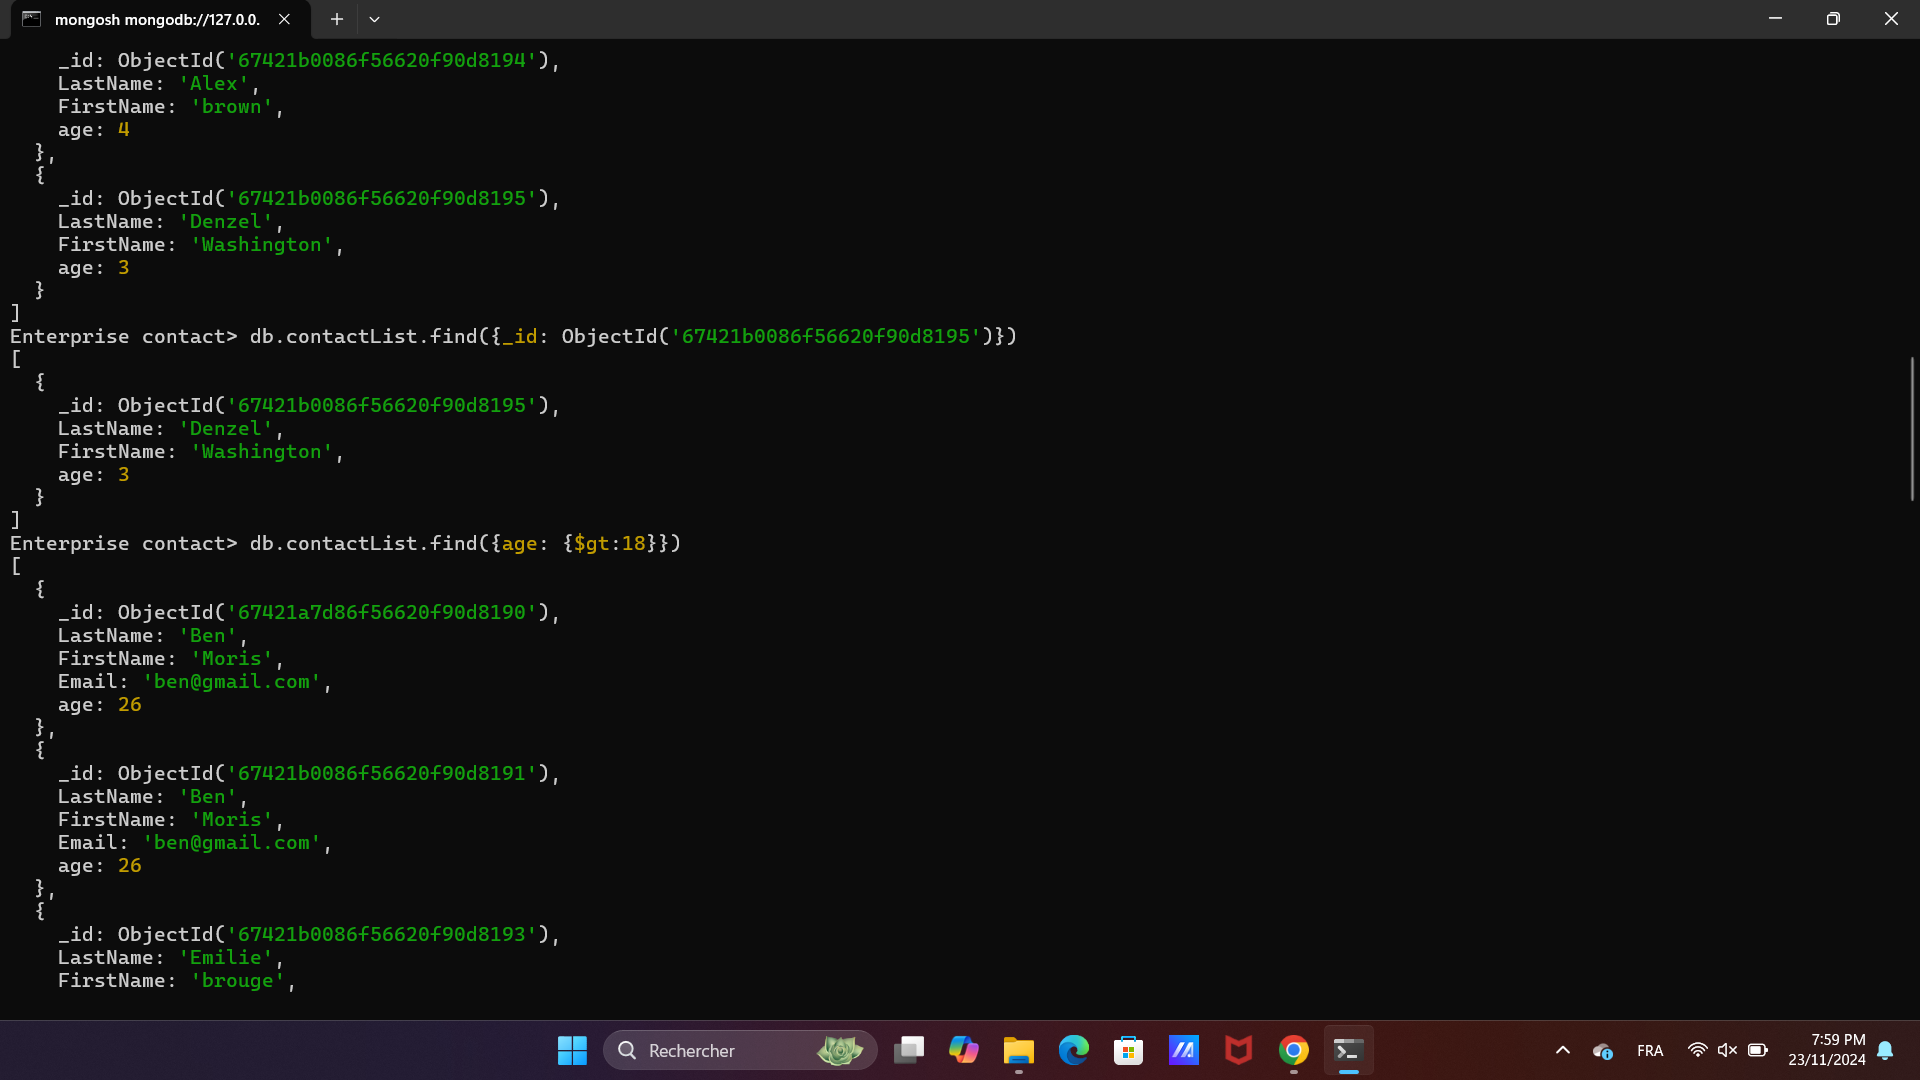 mongosh mongodb://127.0.0.
    _id: ObjectId('67421b0086f56620f90d8194'),
    LastName: 'Alex',
    FirstName: 'brown',
    age: 4
  },
  {
    _id: ObjectId('67421b0086f56620f90d8195'),
    LastName: 'Denzel',
    FirstName: 'Washington',
    age: 3
  }
]
Enterprise contact> db.contactList.find({_id: ObjectId('67421b0086f56620f90d8195')})
[
  {
    _id: ObjectId('67421b0086f56620f90d8195'),
    LastName: 'Denzel',
    FirstName: 'Washington',
    age: 3
  }
]
Enterprise contact> db.contactList.find({age: {$gt:18}})
[
  {
    _id: ObjectId('67421a7d86f56620f90d8190'),
    LastName: 'Ben',
    FirstName: 'Moris',
    Email: 'ben@gmail.com',
    age: 26
  },
  {
    _id: ObjectId('67421b0086f56620f90d8191'),
    LastName: 'Ben',
    FirstName: 'Moris',
    Email: 'ben@gmail.com',
    age: 26
  },
  {
    _id: ObjectId('67421b0086f56620f90d8193'),
    LastName: 'Emilie',
    FirstName: 'brouge',
Rechercher
FRA
7:59 PM
23/11/2024